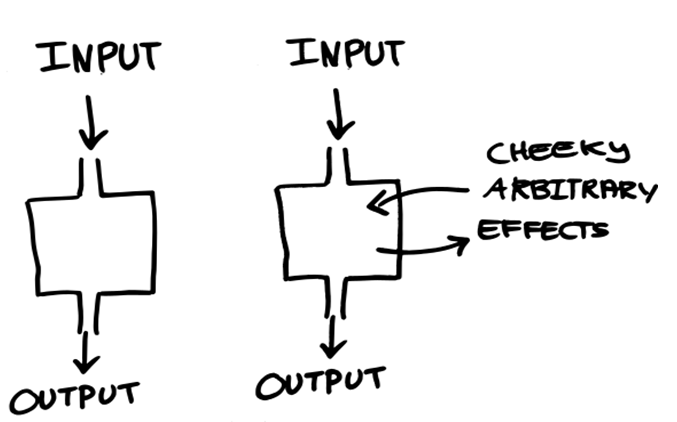 INPUT
INPUT
CHEEKY
ARBITRARY
EFFECTS
OUTPUT
OUTPUT